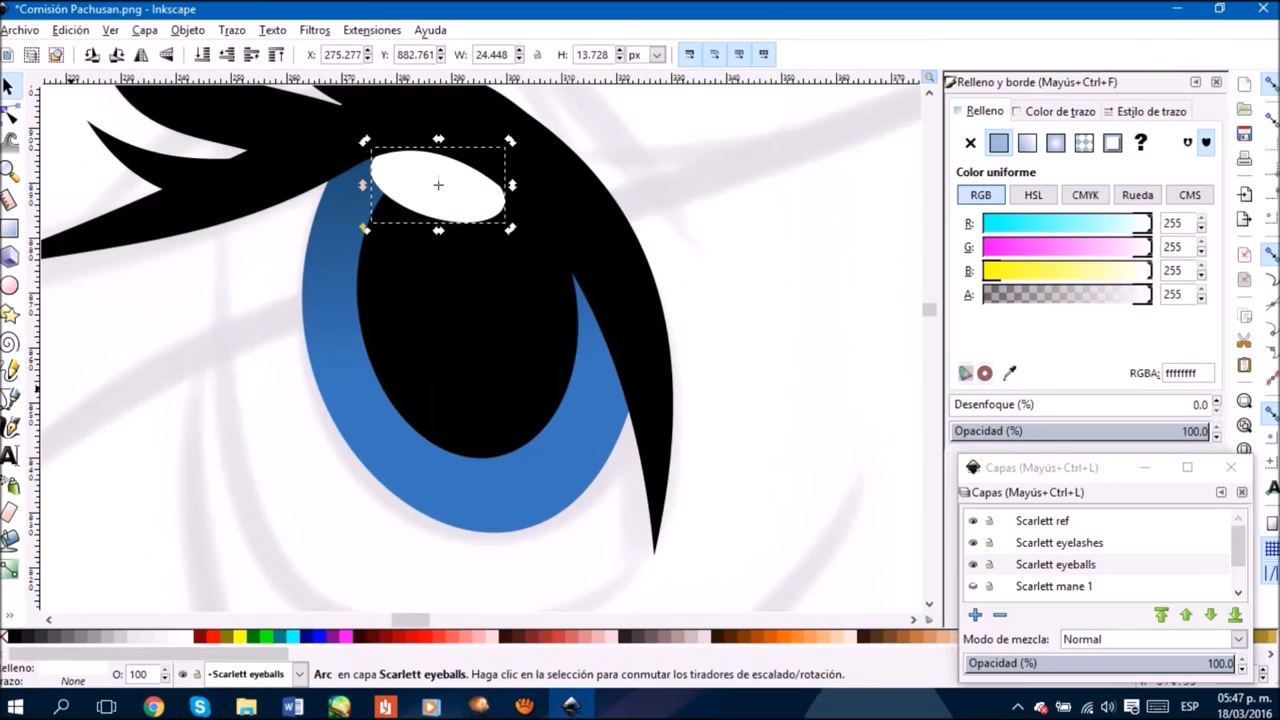 *Comisión Pachusan.png - Inkscape
Archivo Edición Ver Capa Objeto Trazo Texto Filtros Extensiones Ayuda
X: 275.277 Y: 882.761 W: 24.448 H: 13.728 px
Relleno y borde (Mayús+Ctrl+F)
Relleno Color de trazo Estilo de trazo
?
Color uniforme
RGB HSL CMYK Rueda CMS
R: 255
G: 255
B: 255
A: 255
RGBA: ffffffff
Desenfoque (%) 0.0
Opacidad (%) 100.0
Capas (Mayús+Ctrl+L)
Capas (Mayús+Ctrl+L)
Scarlett ref
Scarlett eyelashes
Scarlett eyeballs
Scarlett mane 1
Modo de mezcla: Normal
Opacidad (%) 100.0
Relleno:
Trazo: None
O: 100
Scarlett eyeballs
Arc en capa Scarlett eyeballs. Haga clic en la selección para conmutar los tiradores de escalado/rotación.
ESP
05:47 p. m.
18/03/2016